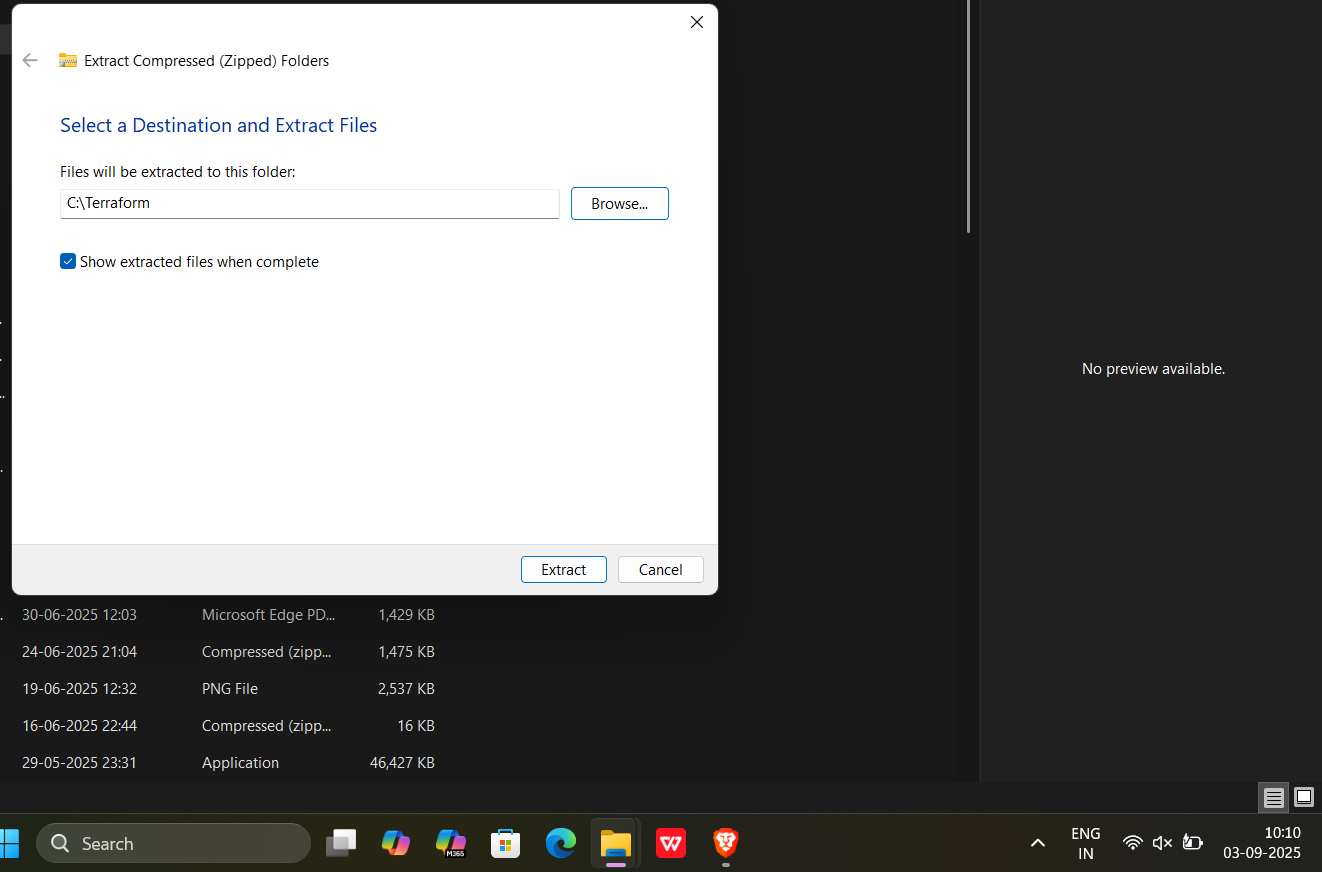 Extract Compressed (Zipped) Folders
Select a Destination and Extract Files
Files will be extracted to this folder:
C:\Terraform
Browse...
Show extracted files when complete
No preview available.
Extract
Cancel
30-06-2025 12:03 Microsoft Edge PD... 1,429 KB
24-06-2025 21:04 Compressed (zipp... 1,475 KB
19-06-2025 12:32 PNG File 2,537 KB
16-06-2025 22:44 Compressed (zipp... 16 KB
29-05-2025 23:31 Application 46,427 KB
Search
M365
W
ENG
IN
10:10
03-09-2025